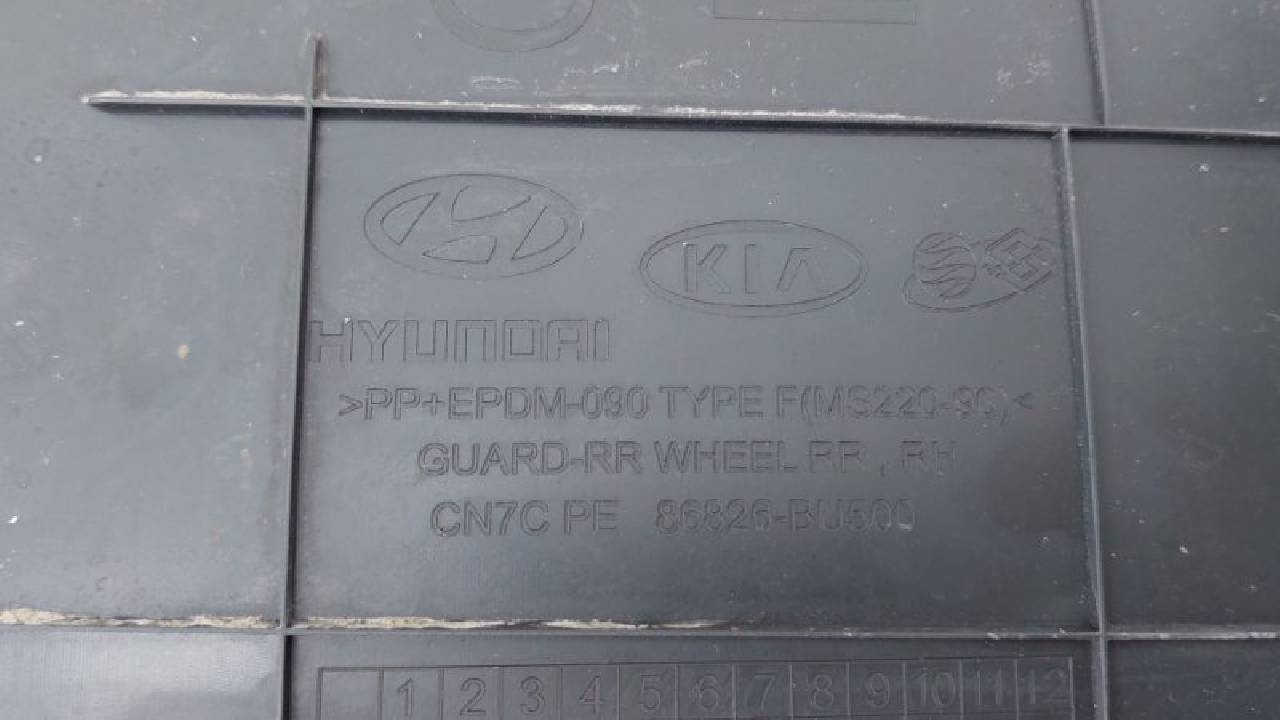 KIA
HYUNDAI
>PP+EPDM-090 TYPE F(MS220-90)<
GUARD-RR WHEEL RR , RH
CN7C PE 86826-BU500
1 2 3 4 5 6 7 8 9 10 11 12